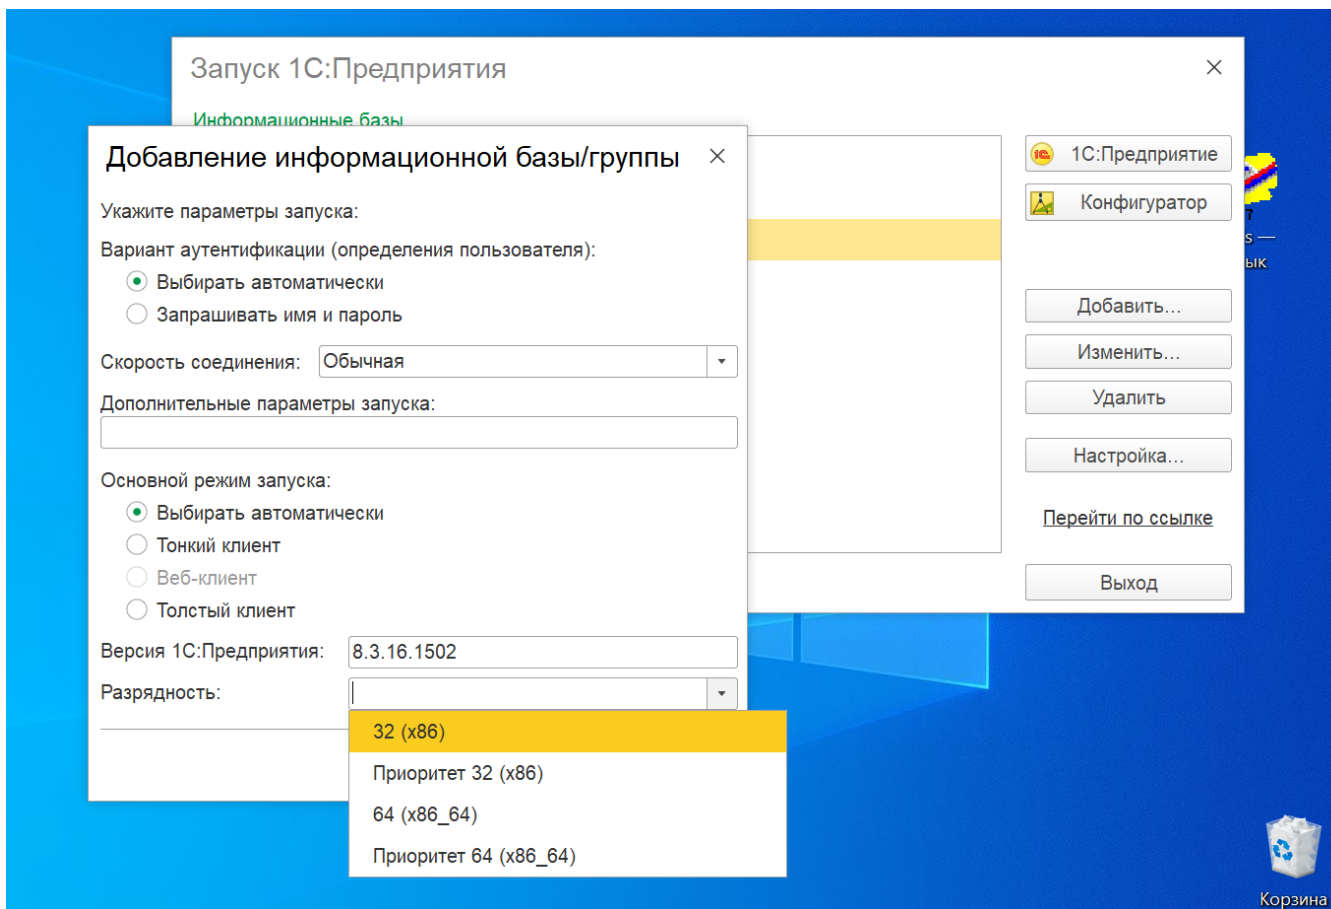 Запуск 1С:Предприятия
Информационные базы
Добавление информационной базы/группы
Укажите параметры запуска:
Вариант аутентификации (определения пользователя):
Выбирать автоматически
Запрашивать имя и пароль
Скорость соединения: Обычная
Дополнительные параметры запуска:
Основной режим запуска:
Выбирать автоматически
Тонкий клиент
Веб-клиент
Толстый клиент
Версия 1С:Предприятия: 8.3.16.1502
Разрядность:
32 (x86)
Приоритет 32 (x86)
64 (x86_64)
Приоритет 64 (x86_64)
1С:Предприятие
Конфигуратор
Добавить...
Изменить...
Удалить
Настройка...
Перейти по ссылке
Выход
7
s —
ык
Корзина